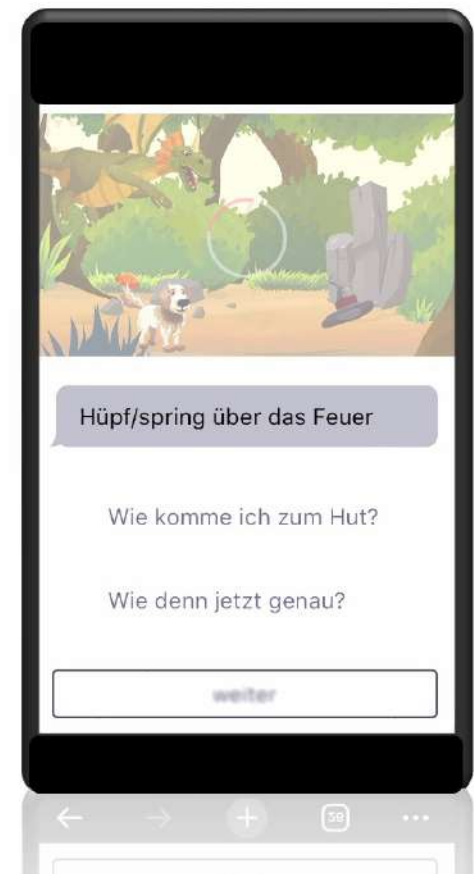 Hüpf/spring über das Feuer
Wie komme ich zum Hut?
Wie denn jetzt genau?
weiter